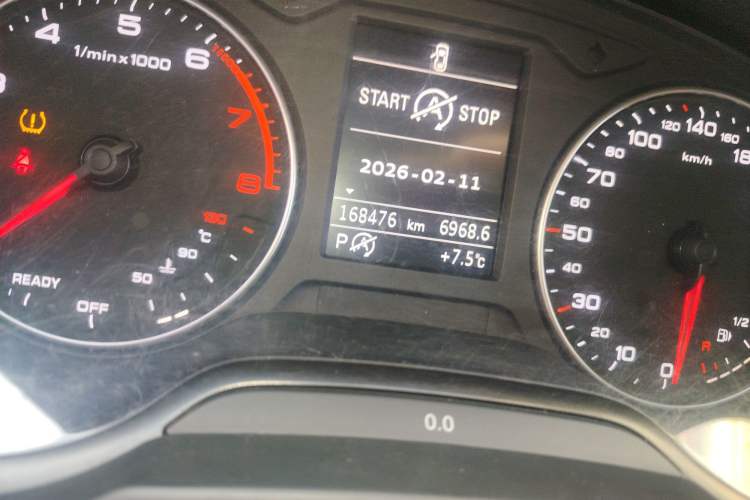 4 5 6 7 8
1/min x 1000
READY
OFF
50 90 130
°C
START A STOP
2026-02-11
168476 km 6968.6
P A +7.5°C
0 10 20 30 40 50 60 70 80 100 120 140 160
km/h
1/2
R
0.0